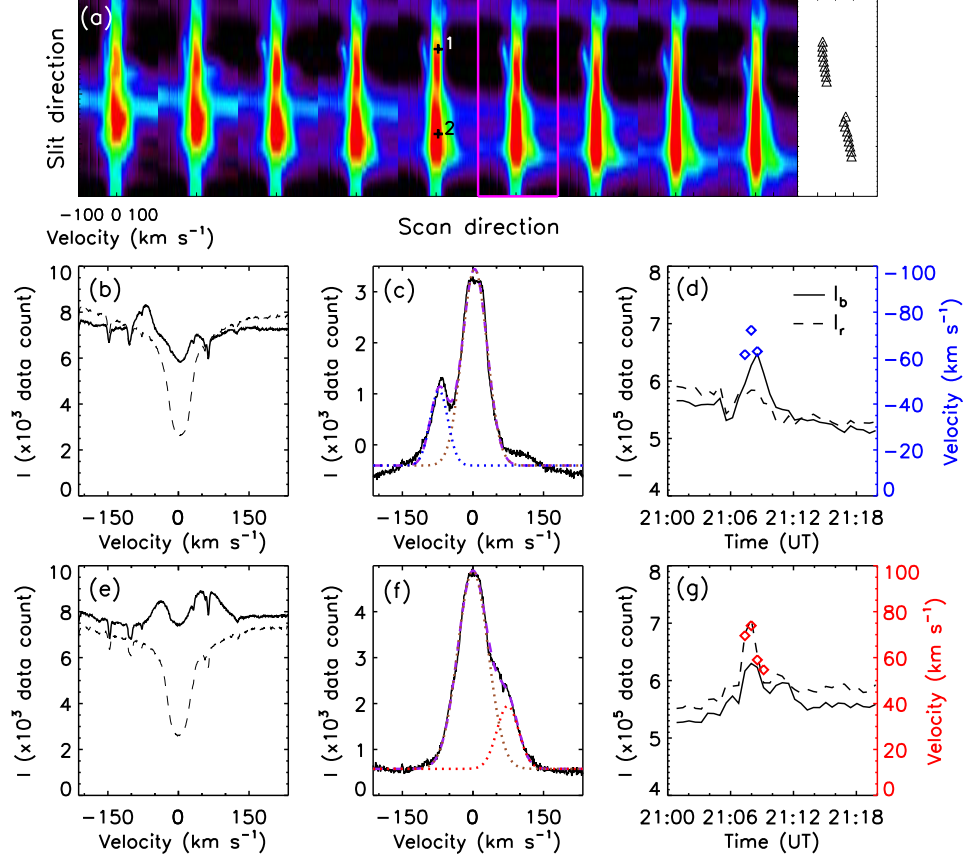 (a)
1
2
Slit direction
−100 0 100
Velocity (km s⁻¹)
Scan direction
(b)
10
8
6
4
2
0
I (x10³ data count)
−150 0 150
Velocity (km s⁻¹)
(c)
3
2
1
0
I (x10³ data count)
−150 0 150
Velocity (km s⁻¹)
(d)
I_b
I_r
8
7
6
5
4
I (x10⁵ data count)
−100
−80
−60
−40
−20
0
Velocity (km s⁻¹)
21:00 21:06 21:12 21:18
Time (UT)
(e)
10
8
6
4
2
0
I (x10³ data count)
−150 0 150
Velocity (km s⁻¹)
(f)
4
3
2
1
0
I (x10³ data count)
−150 0 150
Velocity (km s⁻¹)
(g)
8
7
6
5
4
I (x10⁵ data count)
100
80
60
40
20
0
Velocity (km s⁻¹)
21:00 21:06 21:12 21:18
Time (UT)